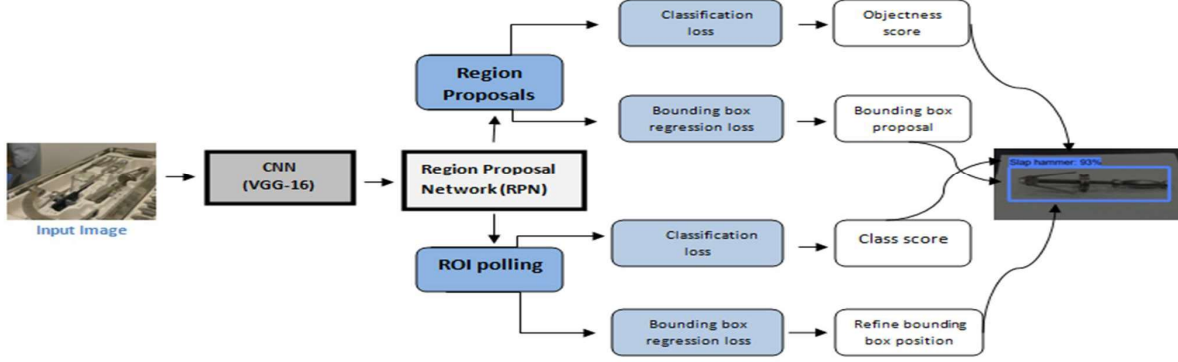 Classification
loss
Objectness
score
Region
Proposals
Bounding box
regression loss
Bounding box
proposal
CNN
(VGG-16)
Region Proposal
Network (RPN)
Slap hammer: 93%
Input Image
ROI polling
Classification
loss
Class score
Bounding box
regression loss
Refine bounding
box position